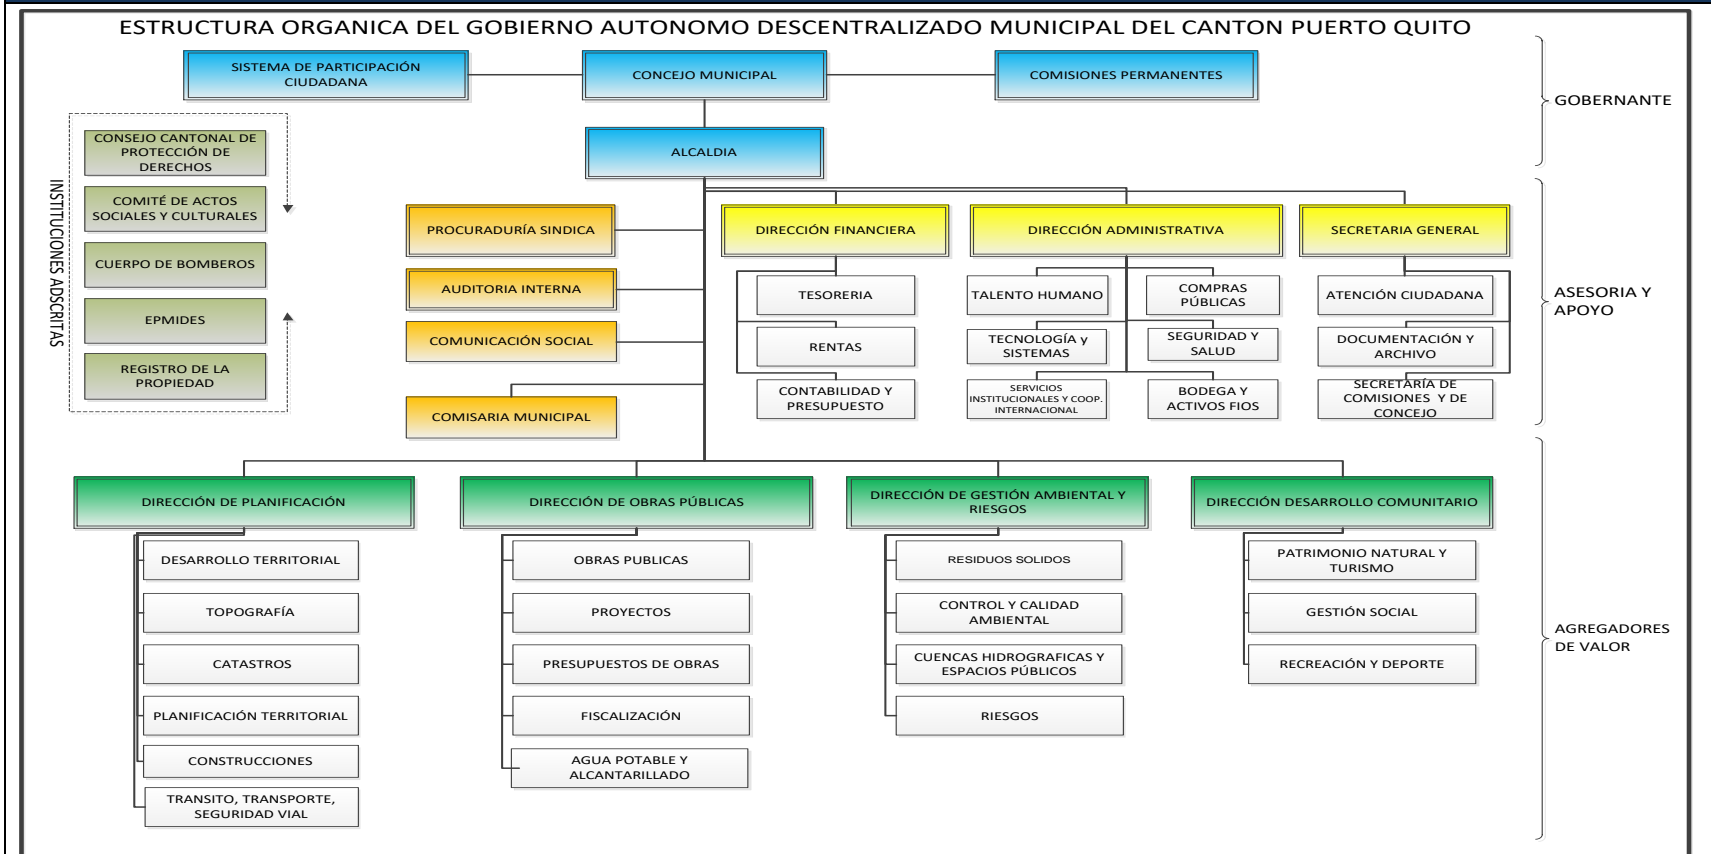 ESTRUCTURA ORGANICA DEL GOBIERNO AUTONOMO DESCENTRALIZADO MUNICIPAL DEL CANTON PUERTO QUITO
SISTEMA DE PARTICIPACIÓN
CIUDADANA
CONCEJO MUNICIPAL
COMISIONES PERMANENTES
GOBERNANTE
ALCALDIA
INSTITUCIONES ADSCRITAS
CONSEJO CANTONAL DE
PROTECCIÓN DE
DERECHOS
COMITÉ DE ACTOS
SOCIALES Y CULTURALES
CUERPO DE BOMBEROS
EPMIDES
REGISTRO DE LA
PROPIEDAD
PROCURADURÍA SINDICA
AUDITORIA INTERNA
COMUNICACIÓN SOCIAL
COMISARIA MUNICIPAL
DIRECCIÓN FINANCIERA
TESORERIA
RENTAS
CONTABILIDAD Y
PRESUPUESTO
DIRECCIÓN ADMINISTRATIVA
TALENTO HUMANO
COMPRAS
PÚBLICAS
TECNOLOGÍA y
SISTEMAS
SEGURIDAD Y
SALUD
SERVICIOS
INSTITUCIONALES Y COOP.
INTERNACIONAL
BODEGA Y
ACTIVOS FIOS
SECRETARIA GENERAL
ATENCIÓN CIUDADANA
DOCUMENTACIÓN Y
ARCHIVO
SECRETARÍA DE
COMISIONES Y DE
CONCEJO
ASESORIA Y
APOYO
DIRECCIÓN DE PLANIFICACIÓN
DESARROLLO TERRITORIAL
TOPOGRAFÍA
CATASTROS
PLANIFICACIÓN TERRITORIAL
CONSTRUCCIONES
TRANSITO, TRANSPORTE,
SEGURIDAD VIAL
DIRECCIÓN DE OBRAS PÚBLICAS
OBRAS PUBLICAS
PROYECTOS
PRESUPUESTOS DE OBRAS
FISCALIZACIÓN
AGUA POTABLE Y
ALCANTARILLADO
DIRECCIÓN DE GESTIÓN AMBIENTAL Y
RIESGOS
RESIDUOS SOLIDOS
CONTROL Y CALIDAD
AMBIENTAL
CUENCAS HIDROGRAFICAS Y
ESPACIOS PÚBLICOS
RIESGOS
DIRECCIÓN DESARROLLO COMUNITARIO
PATRIMONIO NATURAL Y
TURISMO
GESTIÓN SOCIAL
RECREACIÓN Y DEPORTE
AGREGADORES
DE VALOR